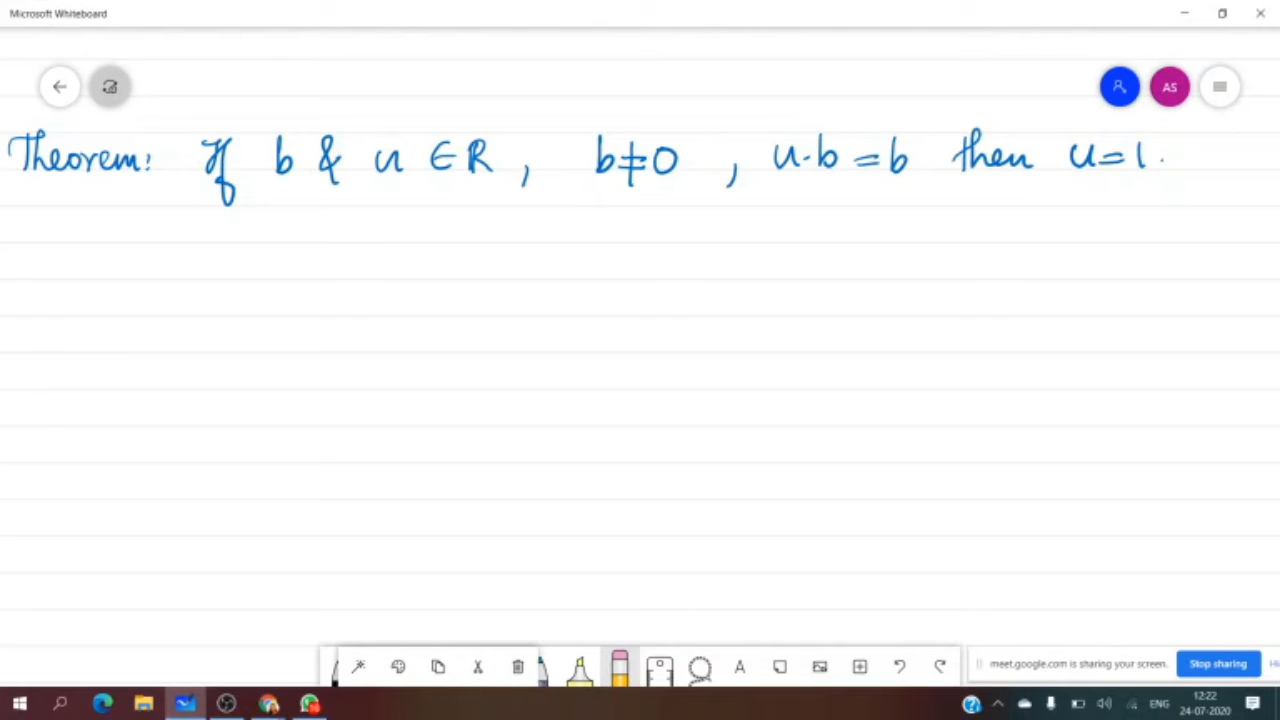 Microsoft Whiteboard
AS
Theorem: If b & u ∈ R , b≠0 , u·b = b then u=1.
A
meet.google.com is sharing your screen. Stop sharing
ENG
12:22
24-07-2020